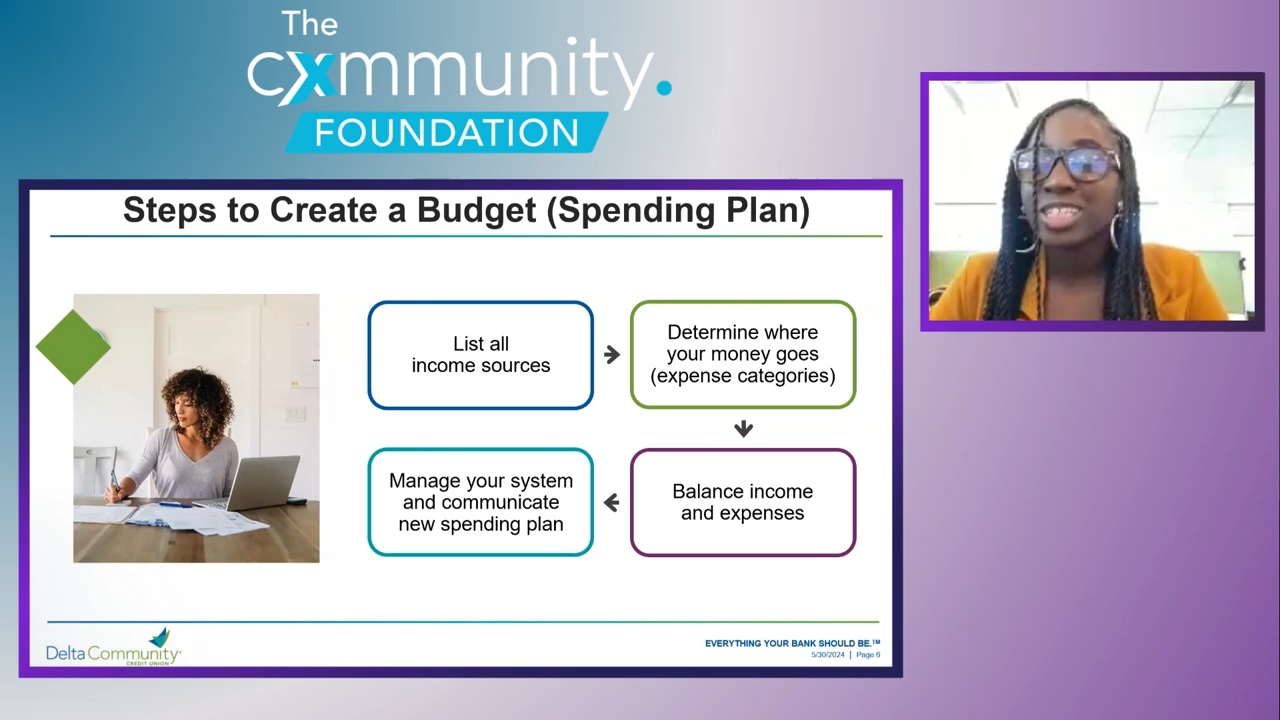 The
cxmmunity.
FOUNDATION
Steps to Create a Budget (Spending Plan)
List all
income sources
Determine where
your money goes
(expense categories)
Balance income
and expenses
Manage your system
and communicate
new spending plan
Delta Community
CREDIT UNION
EVERYTHING YOUR BANK SHOULD BE.™
5/30/2024 | Page 6